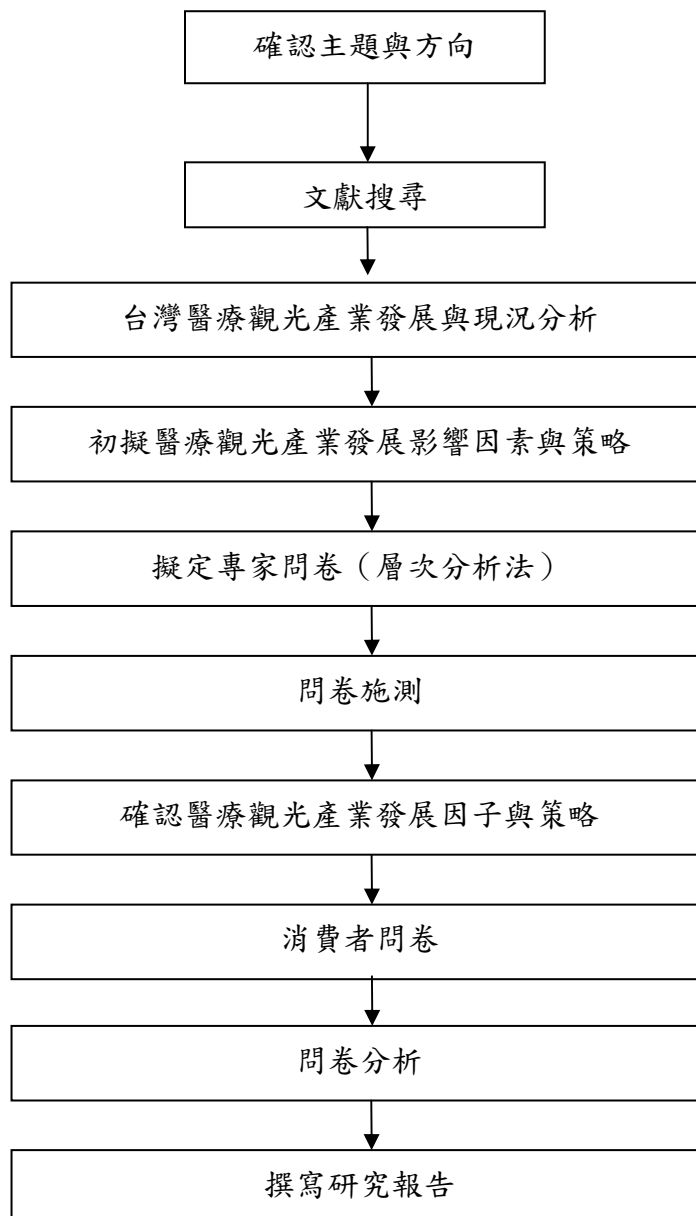 確認主題與方向
文獻搜尋
台灣醫療觀光產業發展與現況分析
初擬醫療觀光產業發展影響因素與策略
擬定專家問卷（層次分析法）
問卷施測
確認醫療觀光產業發展因子與策略
消費者問卷
問卷分析
撰寫研究報告